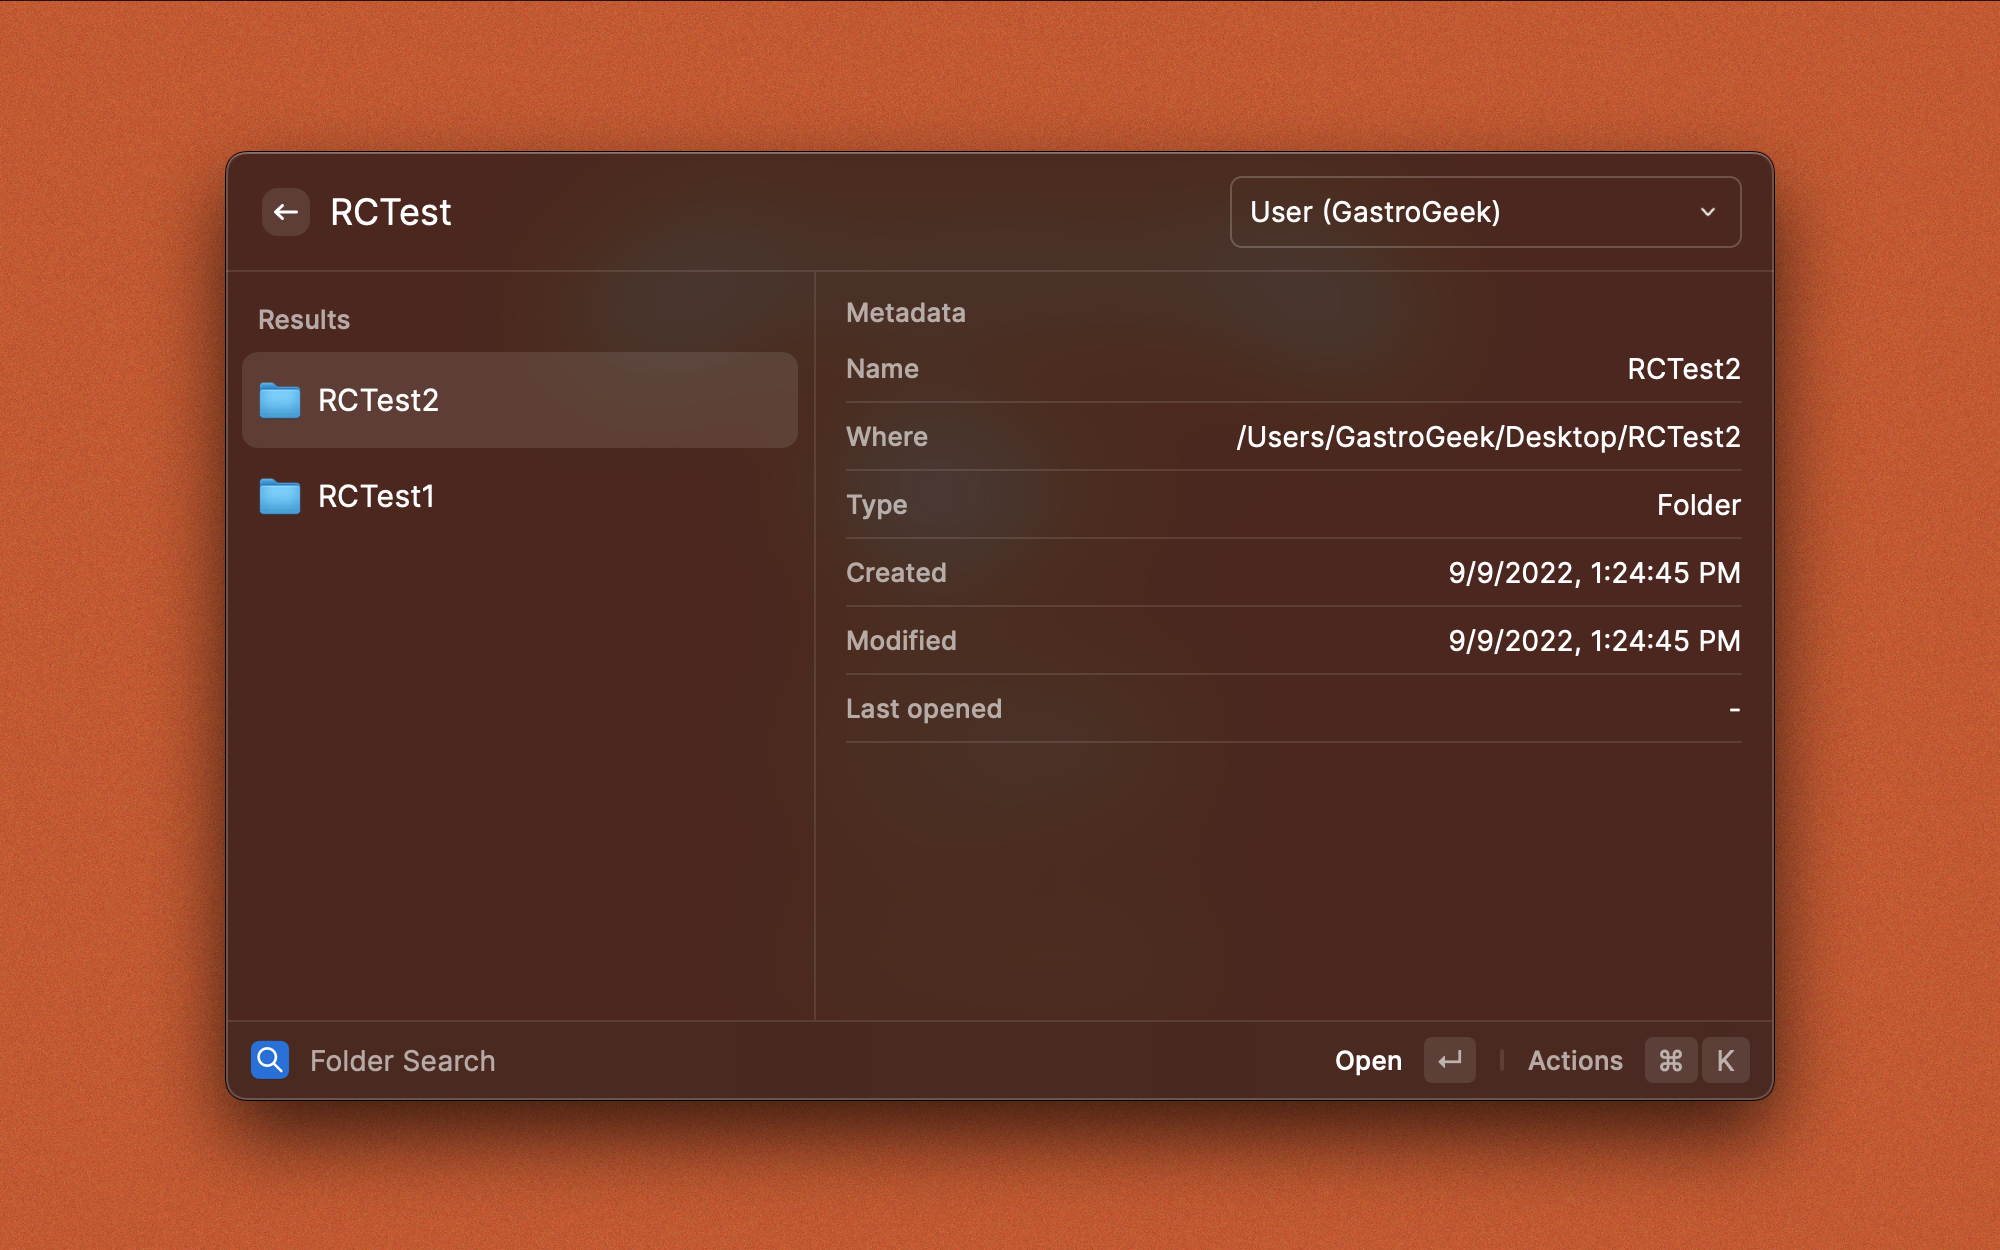 RCTest
User (GastroGeek)
Results
RCTest2
RCTest1
Metadata
Name RCTest2
Where /Users/GastroGeek/Desktop/RCTest2
Type Folder
Created 9/9/2022, 1:24:45 PM
Modified 9/9/2022, 1:24:45 PM
Last opened -
Folder Search
Open ↵ Actions ⌘ K